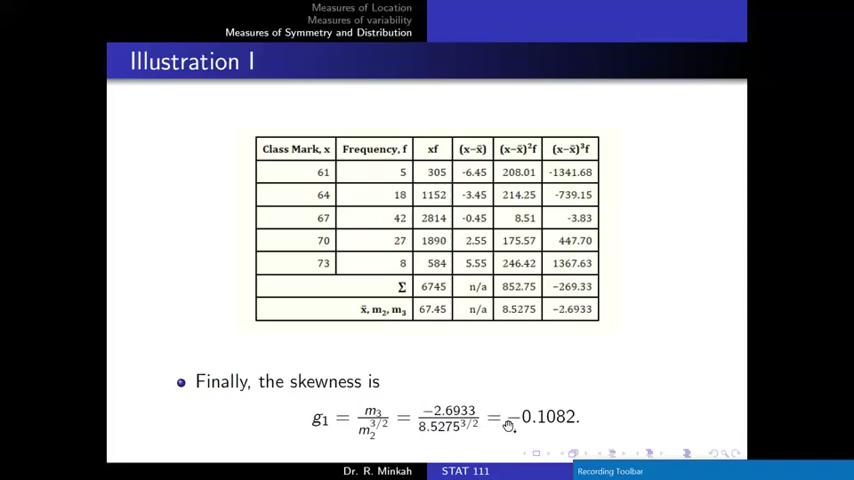 Measures of Location
Measures of variability
Measures of Symmetry and Distribution
Illustration I
Class Mark, x Frequency, f xf (x−x̄) (x−x̄)²f (x−x̄)³f
61 5 305 -6.45 208.01 -1341.68
64 18 1152 -3.45 214.25 -739.15
67 42 2814 -0.45 8.51 -3.83
70 27 1890 2.55 175.57 447.70
73 8 584 5.55 246.42 1367.63
Σ 6745 n/a 852.75 −269.33
x̄, m₂, m₃ 67.45 n/a 8.5275 −2.6933
Finally, the skewness is
g₁ = m₃ / m₂^3/2 = −2.6933 / 8.5275^3/2 = −0.1082.
Dr. R. Minkah STAT 111 Recording Toolbar